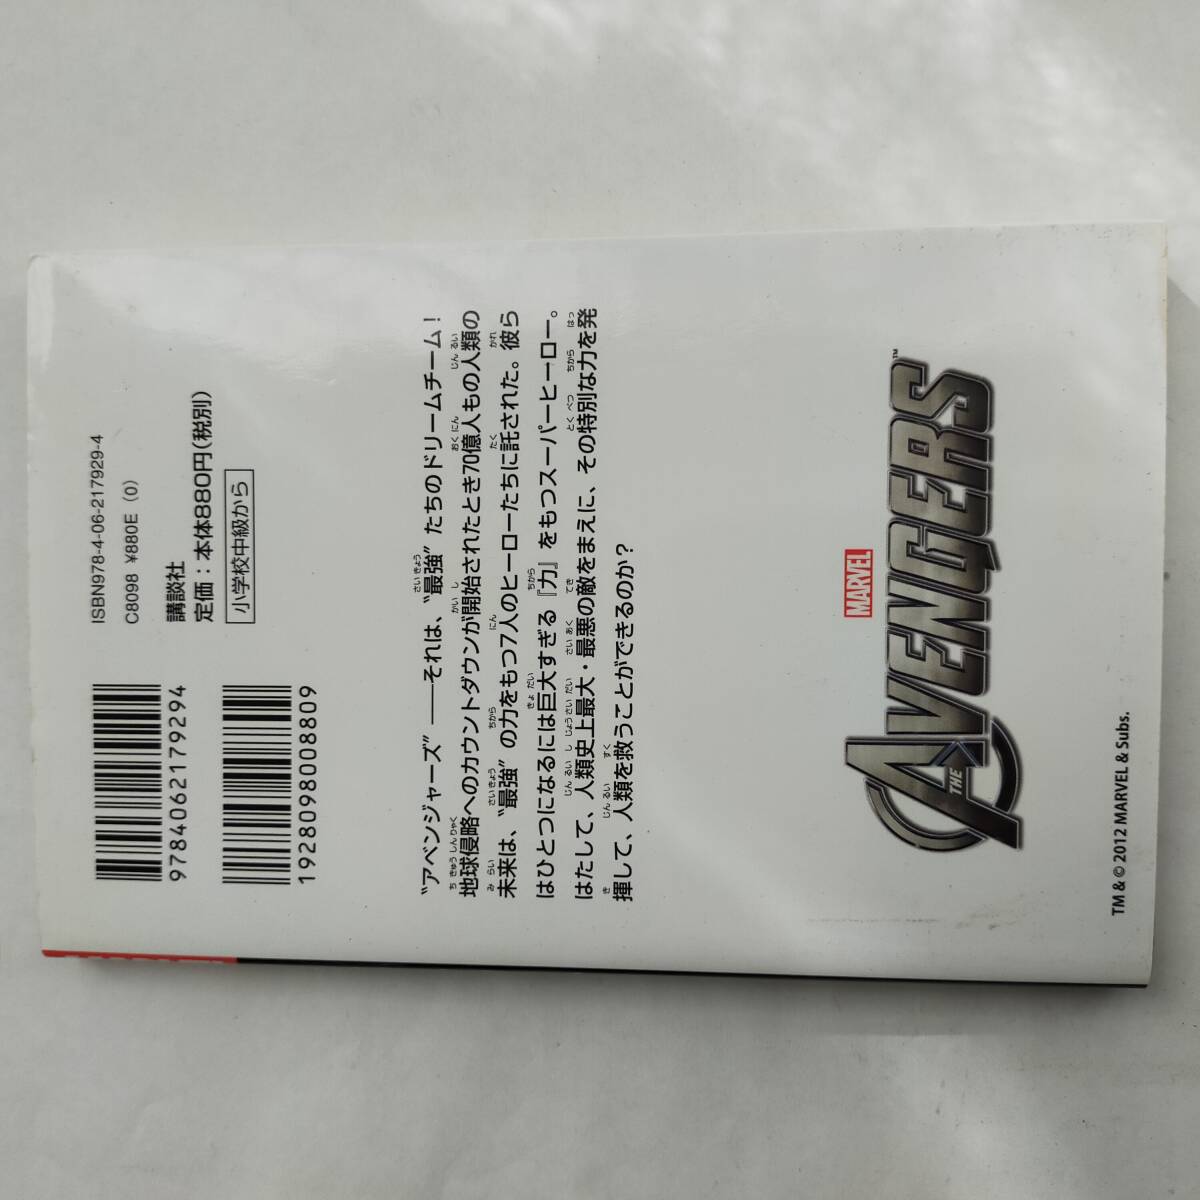 9784062179294
1928098008809
ISBN978-4-06-217929-4
C8098 ¥880E (0)
講談社
定価：本体880円（税別）
小学校中級から
〝アベンジャーズ〟――それは、〝最強〟たちのドリームチーム！
地球侵略へのカウントダウンが開始されたとき70億人もの人類の
未来は、〝最強〟の力をもつ7人のヒーローたちに託された。彼ら
はひとつになるには巨大すぎる『力』をもつスーパーヒーロー。
はたして、人類史上最大・最悪の敵をまえに、その特別な力を発
揮して、人類を救うことができるのか？
MARVEL
THE AVENGERS™
TM & © 2012 MARVEL & Subs.